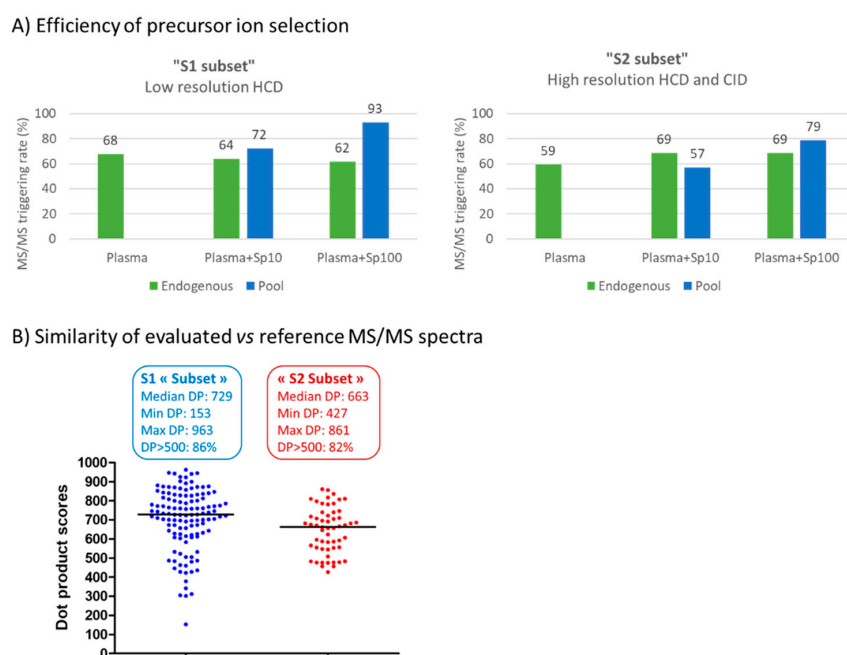 A) Efficiency of precursor ion selection
"S1 subset"
Low resolution HCD
MS/MS triggering rate (%)
100
80
60
40
20
0
68
64
72
62
93
Plasma
Plasma+Sp10
Plasma+Sp100
Endogenous
Pool
"S2 subset"
High resolution HCD and CID
MS/MS triggering rate (%)
100
80
60
40
20
0
59
69
57
69
79
Plasma
Plasma+Sp10
Plasma+Sp100
Endogenous
Pool
B) Similarity of evaluated vs reference MS/MS spectra
S1 « Subset »
Median DP: 729
Min DP: 153
Max DP: 963
DP>500: 86%
« S2 Subset »
Median DP: 663
Min DP: 427
Max DP: 861
DP>500: 82%
Dot product scores
1000
900
800
700
600
500
400
300
200
100
0